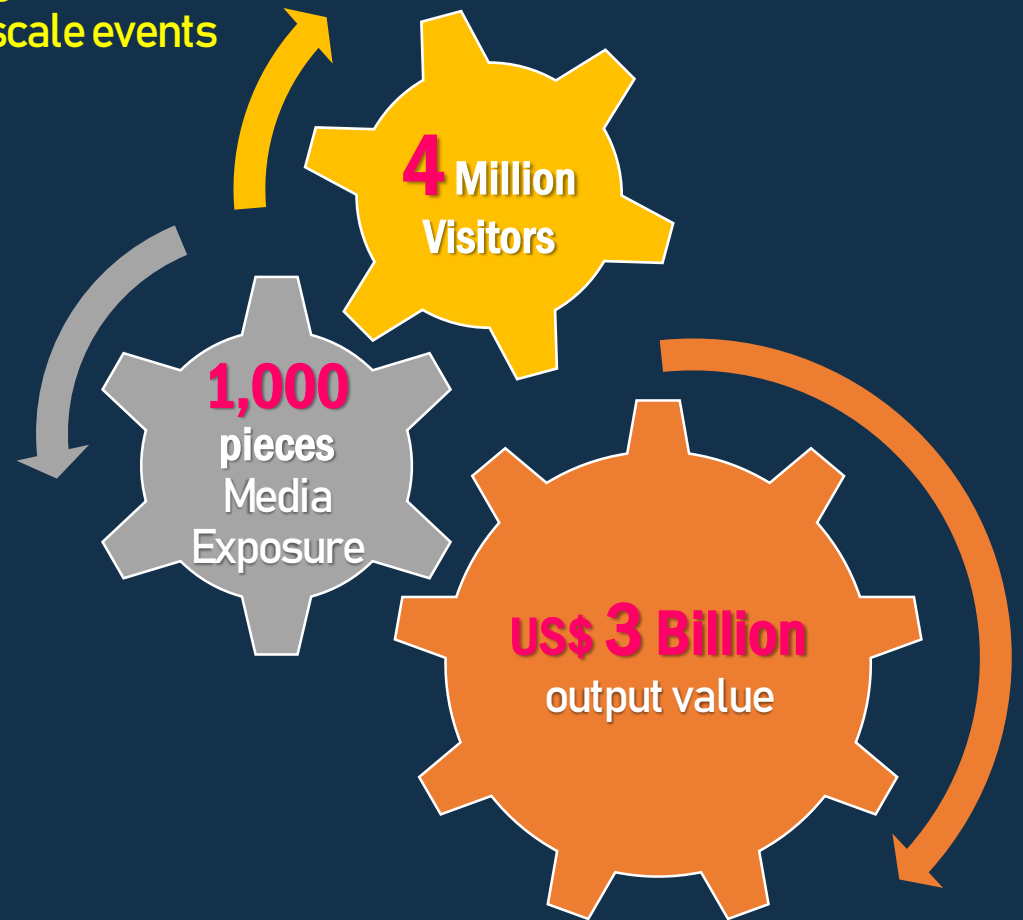 scale events
4 Million
Visitors
1,000
pieces
Media
Exposure
US$ 3 Billion
output value